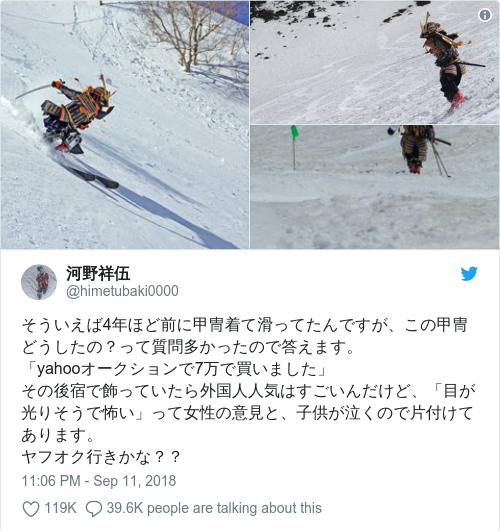 河野祥伍
@himetubaki0000
そういえば4年ほど前に甲冑着て滑ってたんですが、この甲冑
どうしたの？って質問多かったので答えます。
「yahooオークションで7万で買いました」
その後宿で飾っていたら外国人人気はすごいんだけど、「目が
光りそうで怖い」って女性の意見と、子供が泣くので片付けて
あります。
ヤフオク行きかな？？
11:06 PM - Sep 11, 2018
119K 39.6K people are talking about this